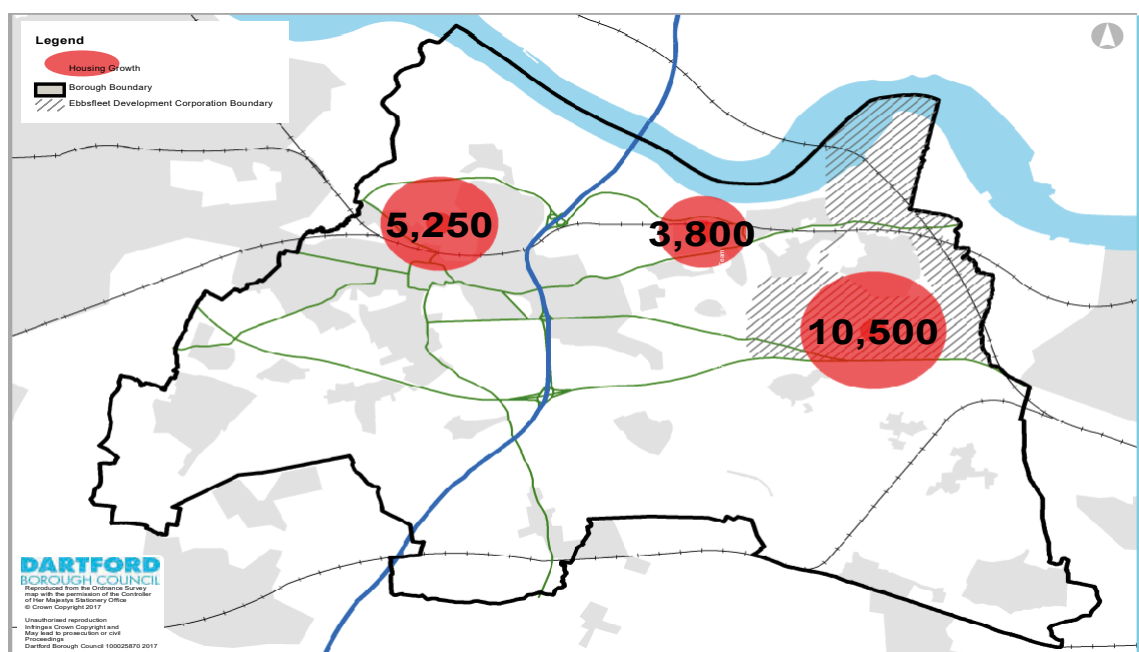 Legend
Housing Growth
Borough Boundary
Ebbsfleet Development Corporation Boundary
5,250
3,800
10,500
DARTFORD
BOROUGH COUNCIL
Reproduced from the Ordnance Survey
map with the permission of the Controller
of Her Majestys Stationery Office
© Crown Copyright 2017
Unauthorised reproduction
Infringes Crown Copyright and
May lead to prosecution or civil
Proceedings
Dartford Borough Council 100025870 2017